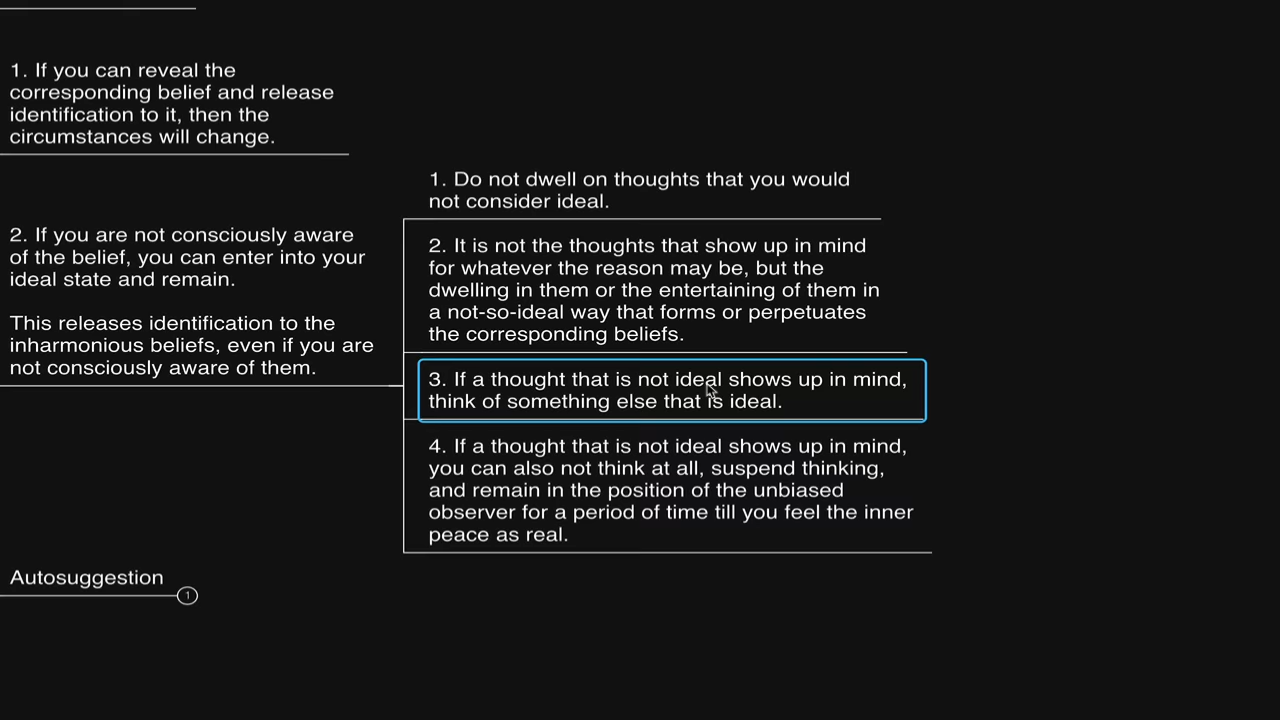 1. If you can reveal the
corresponding belief and release
identification to it, then the
circumstances will change.
2. If you are not consciously aware
of the belief, you can enter into your
ideal state and remain.
This releases identification to the
inharmonious beliefs, even if you are
not consciously aware of them.
1. Do not dwell on thoughts that you would
not consider ideal.
2. It is not the thoughts that show up in mind
for whatever the reason may be, but the
dwelling in them or the entertaining of them in
a not-so-ideal way that forms or perpetuates
the corresponding beliefs.
3. If a thought that is not ideal shows up in mind,
think of something else that is ideal.
4. If a thought that is not ideal shows up in mind,
you can also not think at all, suspend thinking,
and remain in the position of the unbiased
observer for a period of time till you feel the inner
peace as real.
Autosuggestion
1